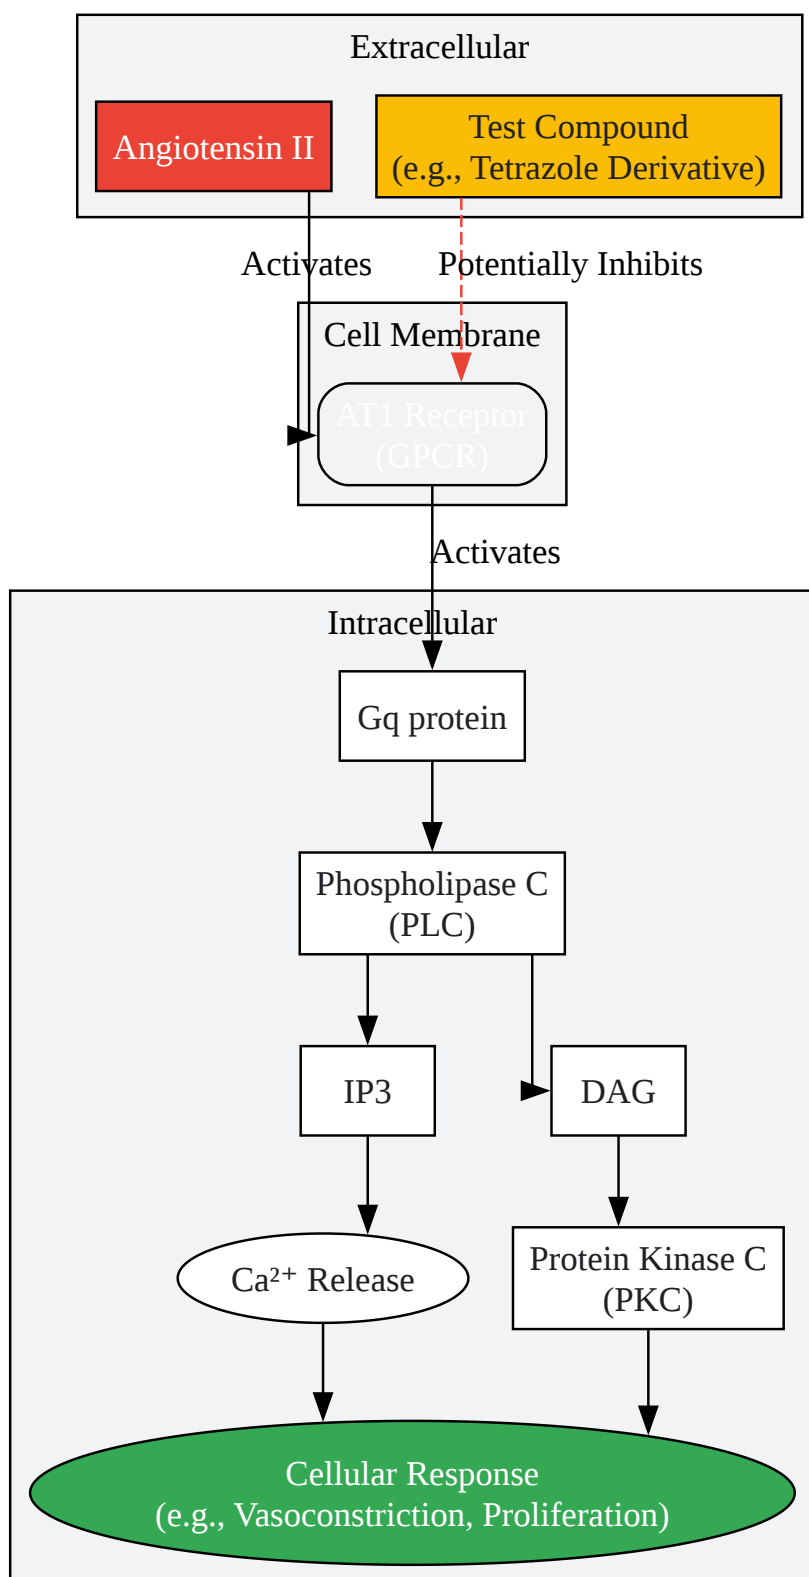 Extracellular
Angiotensin II
Test Compound
(e.g., Tetrazole Derivative)
Activates
Potentially Inhibits
Cell Membrane
AT1 Receptor
(GPCR)
Activates
Intracellular
Gq protein
Phospholipase C
(PLC)
IP3
DAG
Ca²⁺ Release
Protein Kinase C
(PKC)
Cellular Response
(e.g., Vasoconstriction, Proliferation)